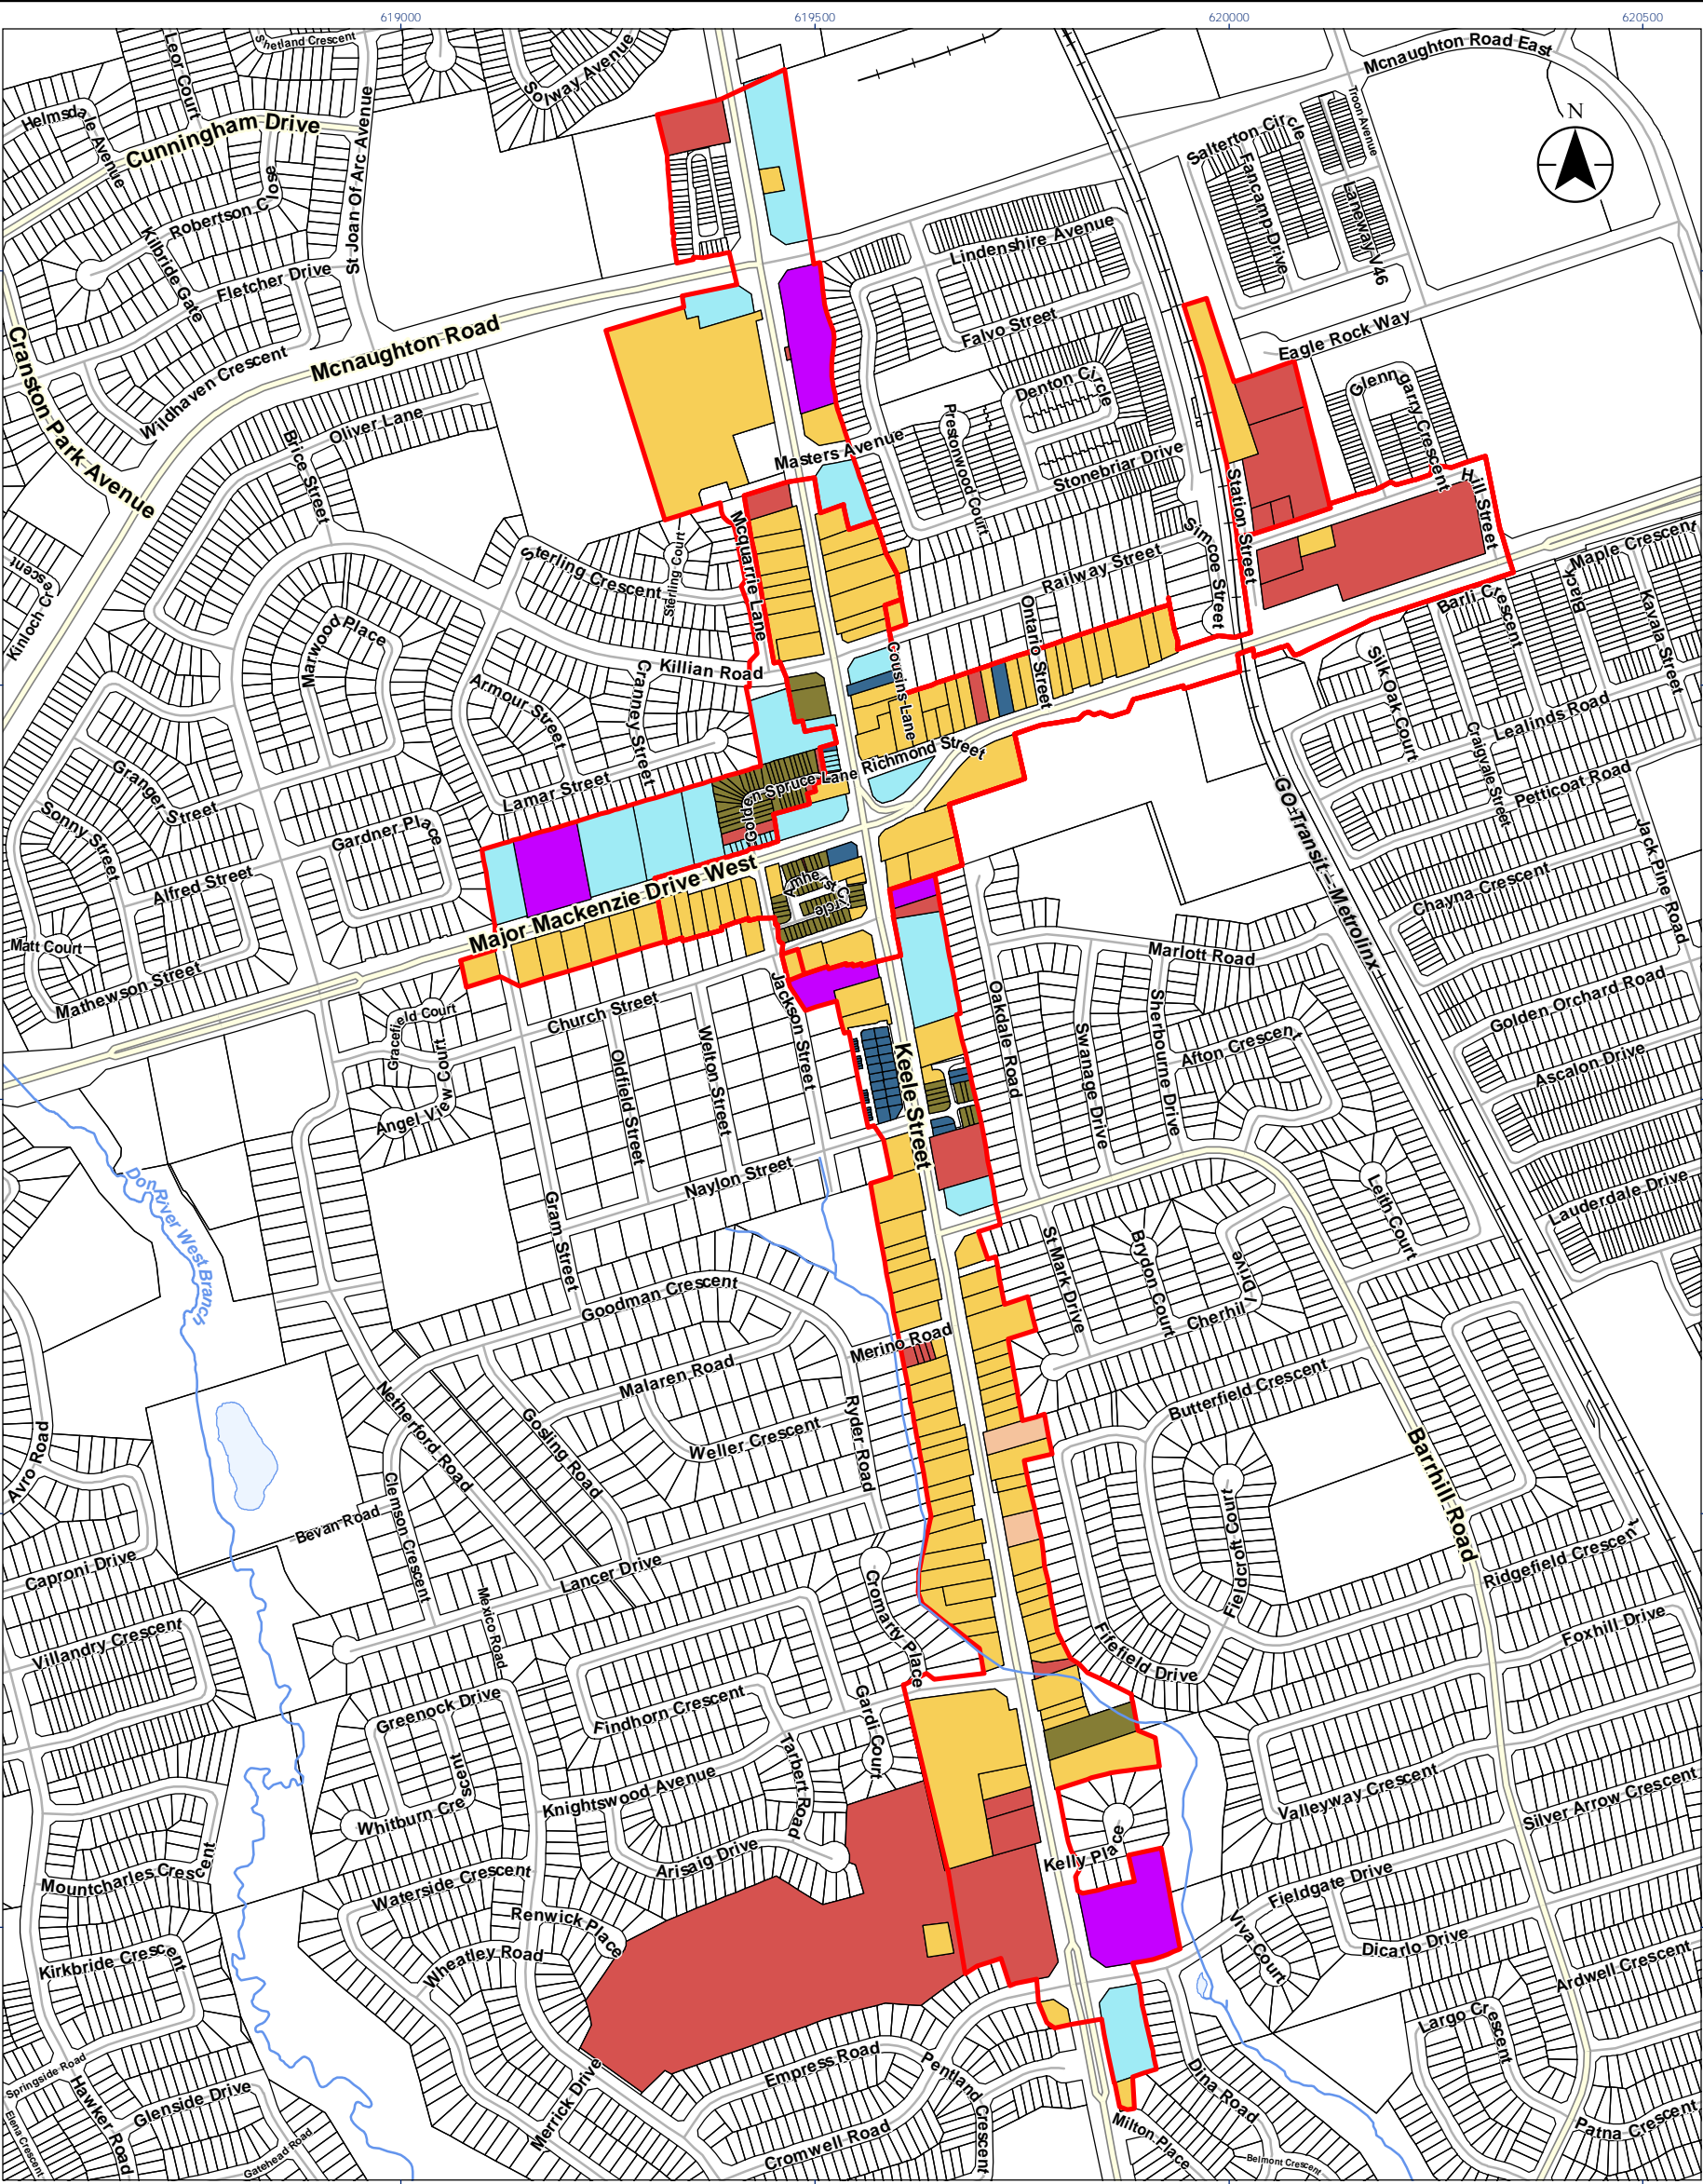 619000
619500
620000
620500
Shetland Crescent
Leor Court
Solway Avenue
Mcnaughton Road East
N
Helmsdale Avenue
Cunningham Drive
St Joan Of Arc Avenue
Troon Avenue
Salterton Circle
Fancamp Drive
Laneway V46
Robertson Close
Kilbride Gate
Fletcher Drive
Lindenshire Avenue
Falvo Street
Eagle Rock Way
Cranston Park Avenue
Mcnaughton Road
Wildhaven Crescent
Oliver Lane
Brice Street
Denton Circle
Glenngarry Crescent
Prestonwood Court
Masters Avenue
Stonebriar Drive
Station Street
Hill Street
Mcquarrie Lane
Simcoe Street
Maple Crescent
Kinloch Crescent
Sterling Crescent
Sterling Court
Railway Street
Ontario Street
Barli Crescent
Black
Kavala Street
Marwood Place
Killian Road
Cousins Lane
Silk Oak Court
Armour Street
Craney Street
Lealinds Road
Craigvale Street
Granger Street
Lamar Street
Golden Spruce Lane
Richmond Street
Petticoat Road
Sonny Street
Gardner Place
GO Transit - Metrolinx
Jack Pine Road
Alfred Street
Major Mackenzie Drive West
Amherst Circle
Chayna Crescent
Matt Court
Mathewson Street
Marlott Road
Jackson Street
Church Street
Golden Orchard Road
Gracefield Court
Oakdale Road
Swanage Drive
Sherbourne Drive
Afton Crescent
Ascalon Drive
Keele Street
Welton Street
Oldfield Street
Angel View Court
Naylon Street
Don River West Branch
Gram Street
Leith Court
Lauderdale Drive
St Mark Drive
Brydon Court
Cherhill Drive
Goodman Crescent
Merino Road
Malaren Road
Netherford Road
Gosling Road
Weller Crescent
Ryder Road
Butterfield Crescent
Barrhill Road
Avro Road
Clemson Crescent
Bevan Road
Fieldcroft Court
Caproni Drive
Lancer Drive
Ridgefield Crescent
Mexico Road
Cromarty Place
Villandry Crescent
Fifefield Drive
Foxhill Drive
Greenock Drive
Findhorn Crescent
Gardi Court
Tarbert Road
Knightswood Avenue
Whitburn Crescent
Valleyway Crescent
Silver Arrow Crescent
Arisaig Drive
Kelly Place
Mountcharles Crescent
Waterside Crescent
Fieldgate Drive
Renwick Place
Viva Court
Dicarlo Drive
Wheatley Road
Kirkbride Crescent
Ardwell Crescent
Largo Crescent
Springside Road
Empress Road
Pentland Crescent
Dina Road
Hawker Road
Glenside Drive
Merrick Drive
Elena Crescent
Gatehead Road
Cromwell Road
Milton Place
Belmont Crescent
Patna Crescent